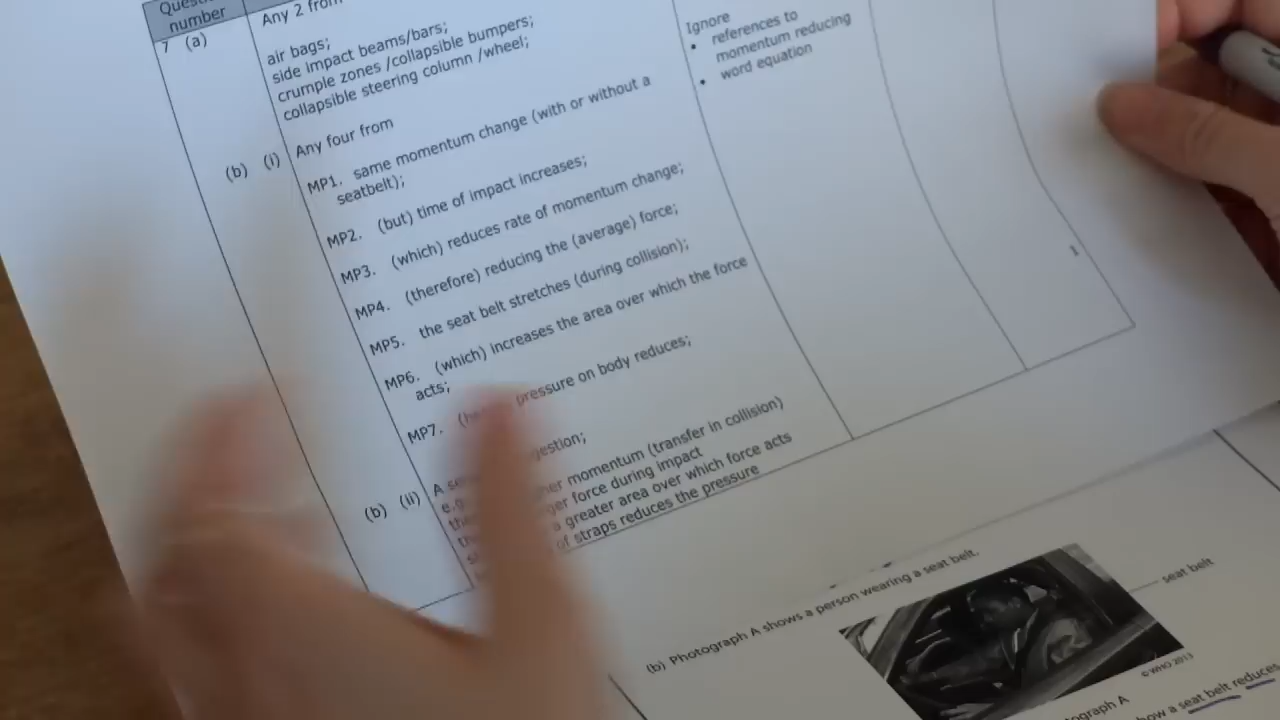 number
7 (a)
Any 2 from
air bags;
side impact beams/bars;
crumple zones /collapsible bumpers;
collapsible steering column /wheel;
Ignore
• references to
momentum reducing
• word equation
(b) (i) Any four from
MP1. same momentum change (with or without a
seatbelt);
MP2. (but) time of impact increases;
MP3. (which) reduces rate of momentum change;
MP4. (therefore) reducing the (average) force;
MP5. the seat belt stretches (during collision);
MP6. (which) increases the area over which the force
acts;
MP7. pressure on body reduces;
1
(b) (ii) A
e.g. momentum (transfer in collision)
force during impact
a greater area over which force acts
of straps reduces the pressure
(b) Photograph A shows a person wearing a seat belt.
seat belt
© WHO 2013
A
a seat belt reduces